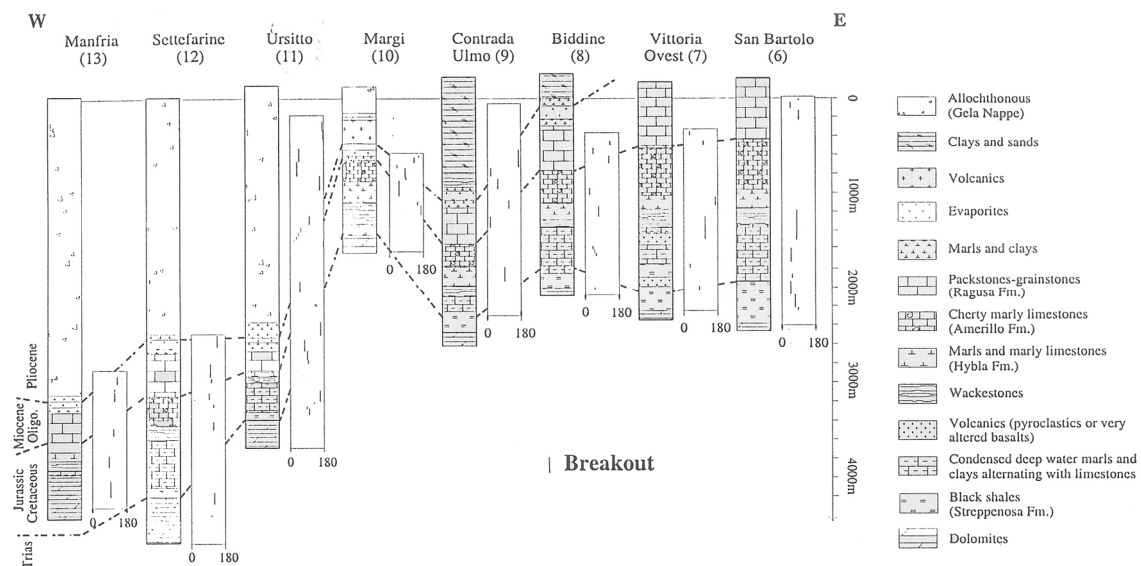 W
E
Manfria
(13)
Settefarine
(12)
Ursitto
(11)
Margi
(10)
Contrada
Ulmo (9)
Biddine
(8)
Vittoria
Ovest (7)
San Bartolo
(6)
0
1000m
2000m
3000m
4000m
Pliocene
Miocene
Oligo.
Jurassic
Cretaceous
Trias
0 180
0 180
0 180
0 180
0 180
0 180
0 180
0 180
| Breakout
Allochthonous
(Gela Nappe)
Clays and sands
Volcanics
Evaporites
Marls and clays
Packstones-grainstones
(Ragusa Fm.)
Cherty marly limestones
(Amerillo Fm.)
Marls and marly limestones
(Hybla Fm.)
Wackestones
Volcanics (pyroclastics or very
altered basalts)
Condensed deep water marls and
clays alternating with limestones
Black shales
(Streppenosa Fm.)
Dolomites